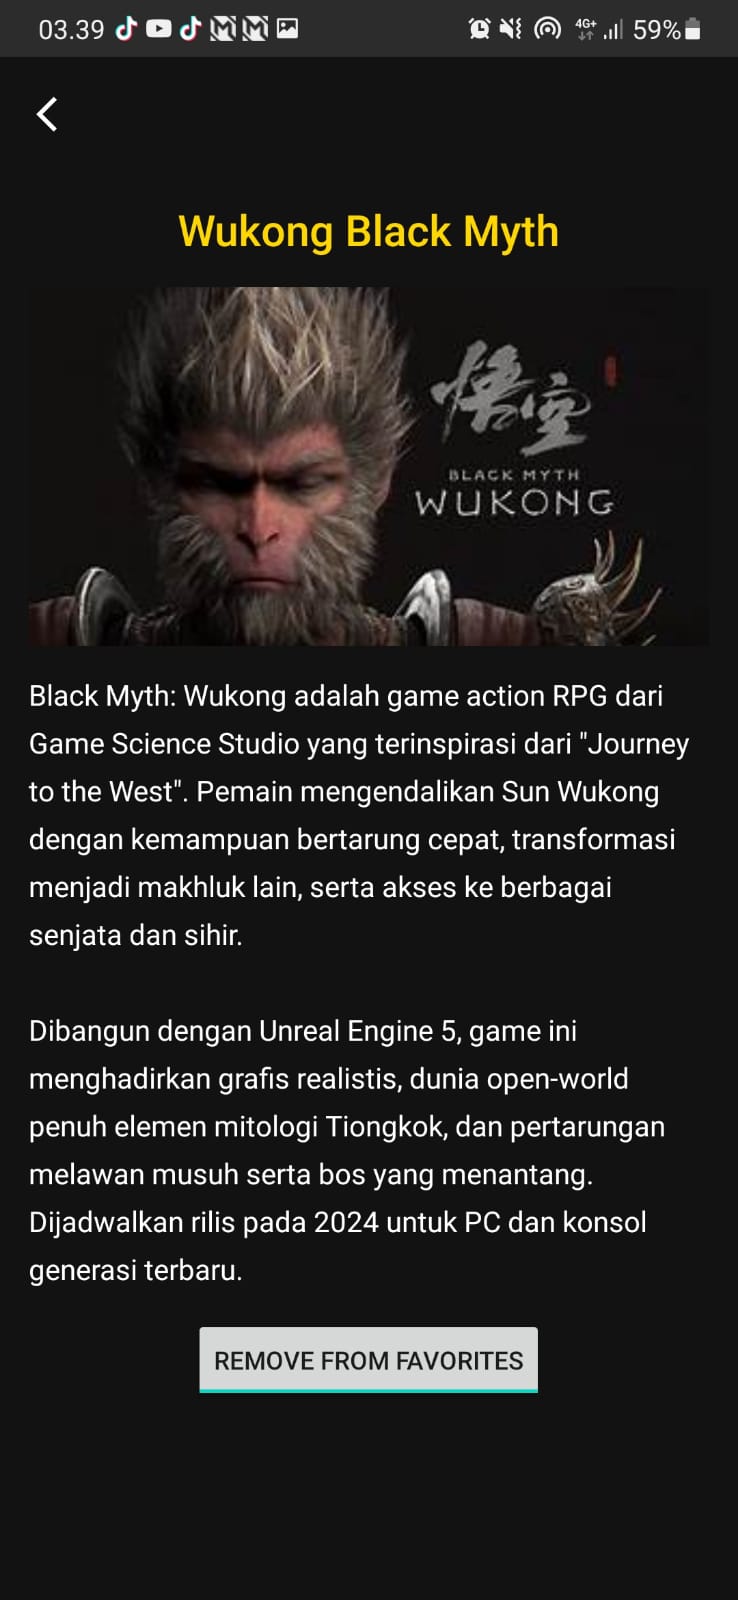 03.39
4G+
59%
Wukong Black Myth
悟空
BLACK MYTH
WUKONG
Black Myth: Wukong adalah game action RPG dari
Game Science Studio yang terinspirasi dari "Journey
to the West". Pemain mengendalikan Sun Wukong
dengan kemampuan bertarung cepat, transformasi
menjadi makhluk lain, serta akses ke berbagai
senjata dan sihir.
Dibangun dengan Unreal Engine 5, game ini
menghadirkan grafis realistis, dunia open-world
penuh elemen mitologi Tiongkok, dan pertarungan
melawan musuh serta bos yang menantang.
Dijadwalkan rilis pada 2024 untuk PC dan konsol
generasi terbaru.
REMOVE FROM FAVORITES